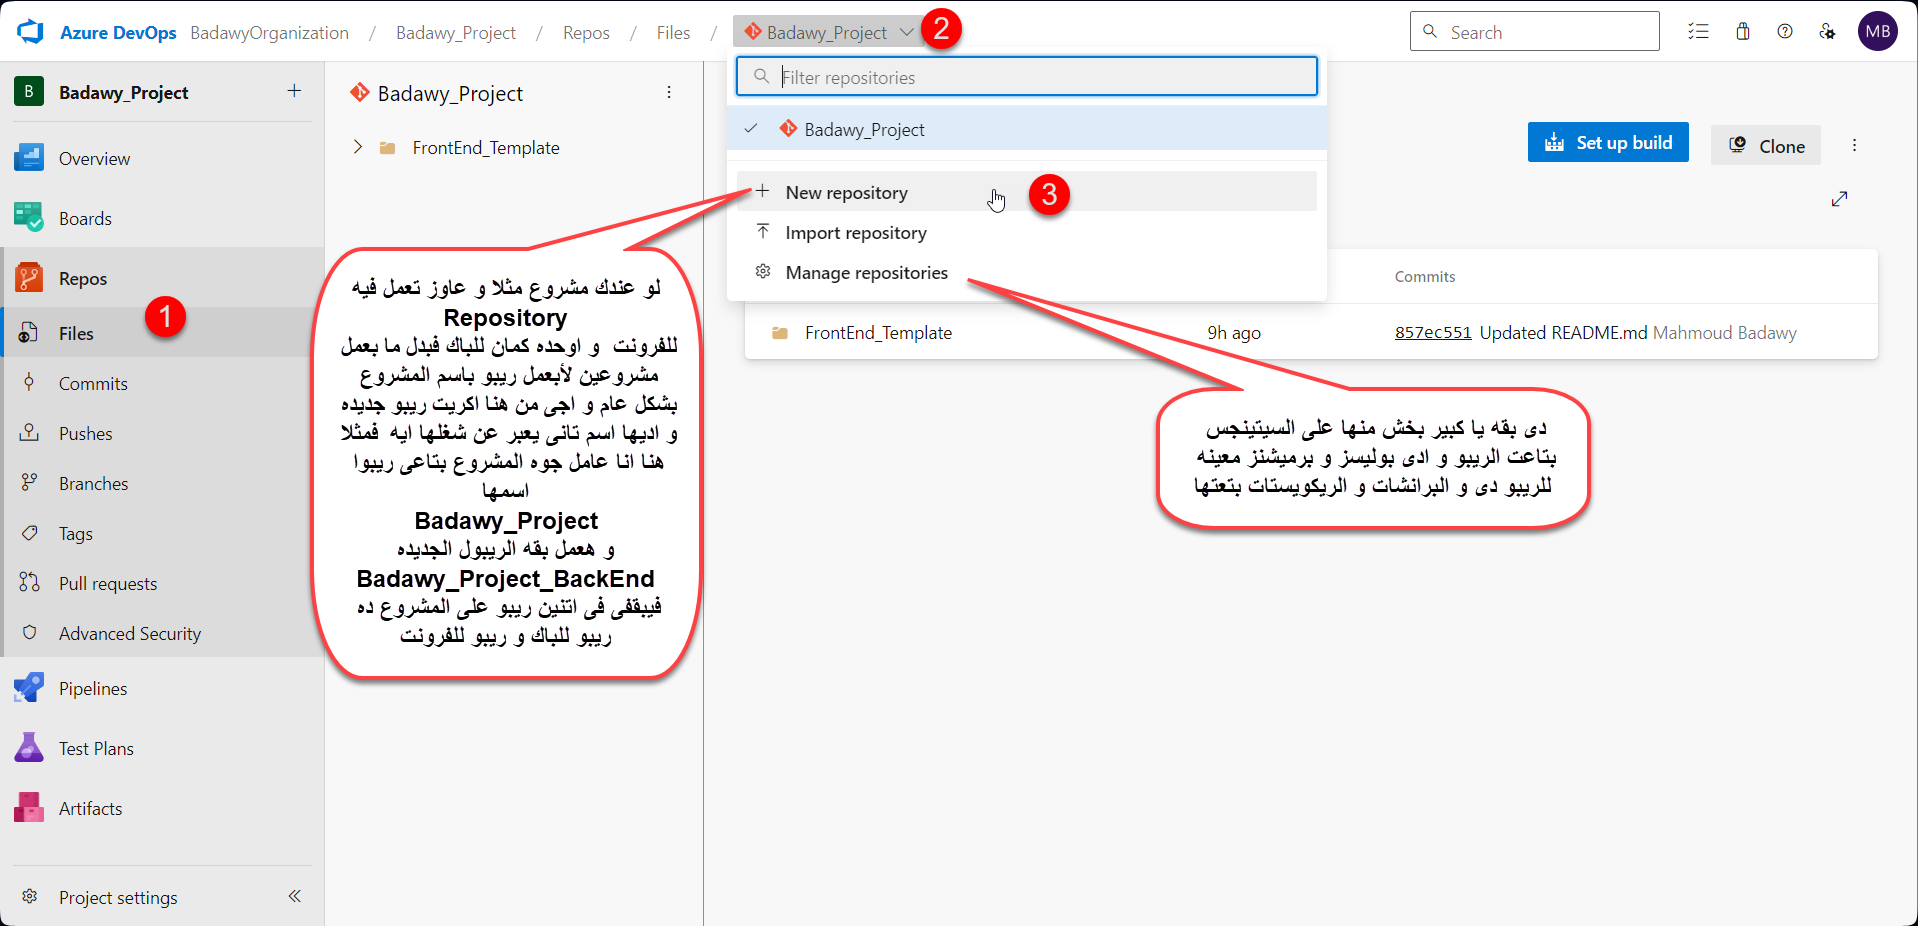 Azure DevOps BadawyOrganization / Badawy_Project / Repos / Files / Badawy_Project 2
Search
MB
B Badawy_Project
Overview
Boards
Repos
Files
1
Commits
Pushes
Branches
Tags
Pull requests
Advanced Security
Pipelines
Test Plans
Artifacts
Project settings
Badawy_Project
FrontEnd_Template
Filter repositories
Badawy_Project
New repository
3
Import repository
Manage repositories
Set up build
Clone
Commits
FrontEnd_Template 9h ago 857ec551 Updated README.md Mahmoud Badawy
لو عندك مشروع مثلا و عاوز تعمل فيه
Repository
للفرونت و اوحده كمان للباك فبدل ما بعمل
مشروعين لأبعمل ريبو باسم المشروع
بشكل عام و اجى من هنا اكريت ريبو جديده
و اديها اسم تانى يعبر عن شغلها ايه فمثلا
هنا انا عامل جوه المشروع بتاعى ريبوا
اسمها
Badawy_Project
و هعمل بقه الريبول الجديده
Badawy_Project_BackEnd
فيبقفى فى اتنين ريبو على المشروع ده
ريبو للباك و ريبو للفرونت
دى بقه يا كبير بخش منها على السيتينجس
بتاعت الريبو و ادى بوليسز و برميشنز معينه
للريبو دى و البرانشات و الريكويستات بتعتها